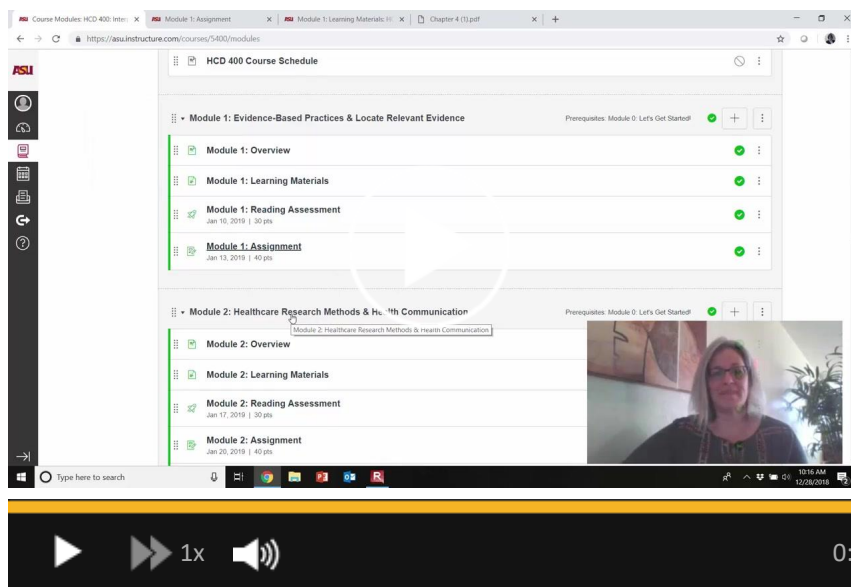 Course Modules: HCD 400: Inter:
Module 1: Assignment
Module 1: Learning Materials: H
Chapter 4 (1).pdf
https://asu.instructure.com/courses/5400/modules
ASU
HCD 400 Course Schedule
Module 1: Evidence-Based Practices & Locate Relevant Evidence
Prerequisites: Module 0: Let's Get Started!
Module 1: Overview
Module 1: Learning Materials
Module 1: Reading Assessment
Jan 10, 2019 | 30 pts
Module 1: Assignment
Jan 13, 2019 | 40 pts
Module 2: Healthcare Research Methods & Health Communication
Prerequisites: Module 0: Let's Get Started!
Module 2: Healthcare Research Methods & Health Communication
Module 2: Overview
Module 2: Learning Materials
Module 2: Reading Assessment
Jan 17, 2019 | 30 pts
Module 2: Assignment
Jan 20, 2019 | 40 pts
Type here to search
10:16 AM
12/28/2018
1x
0: